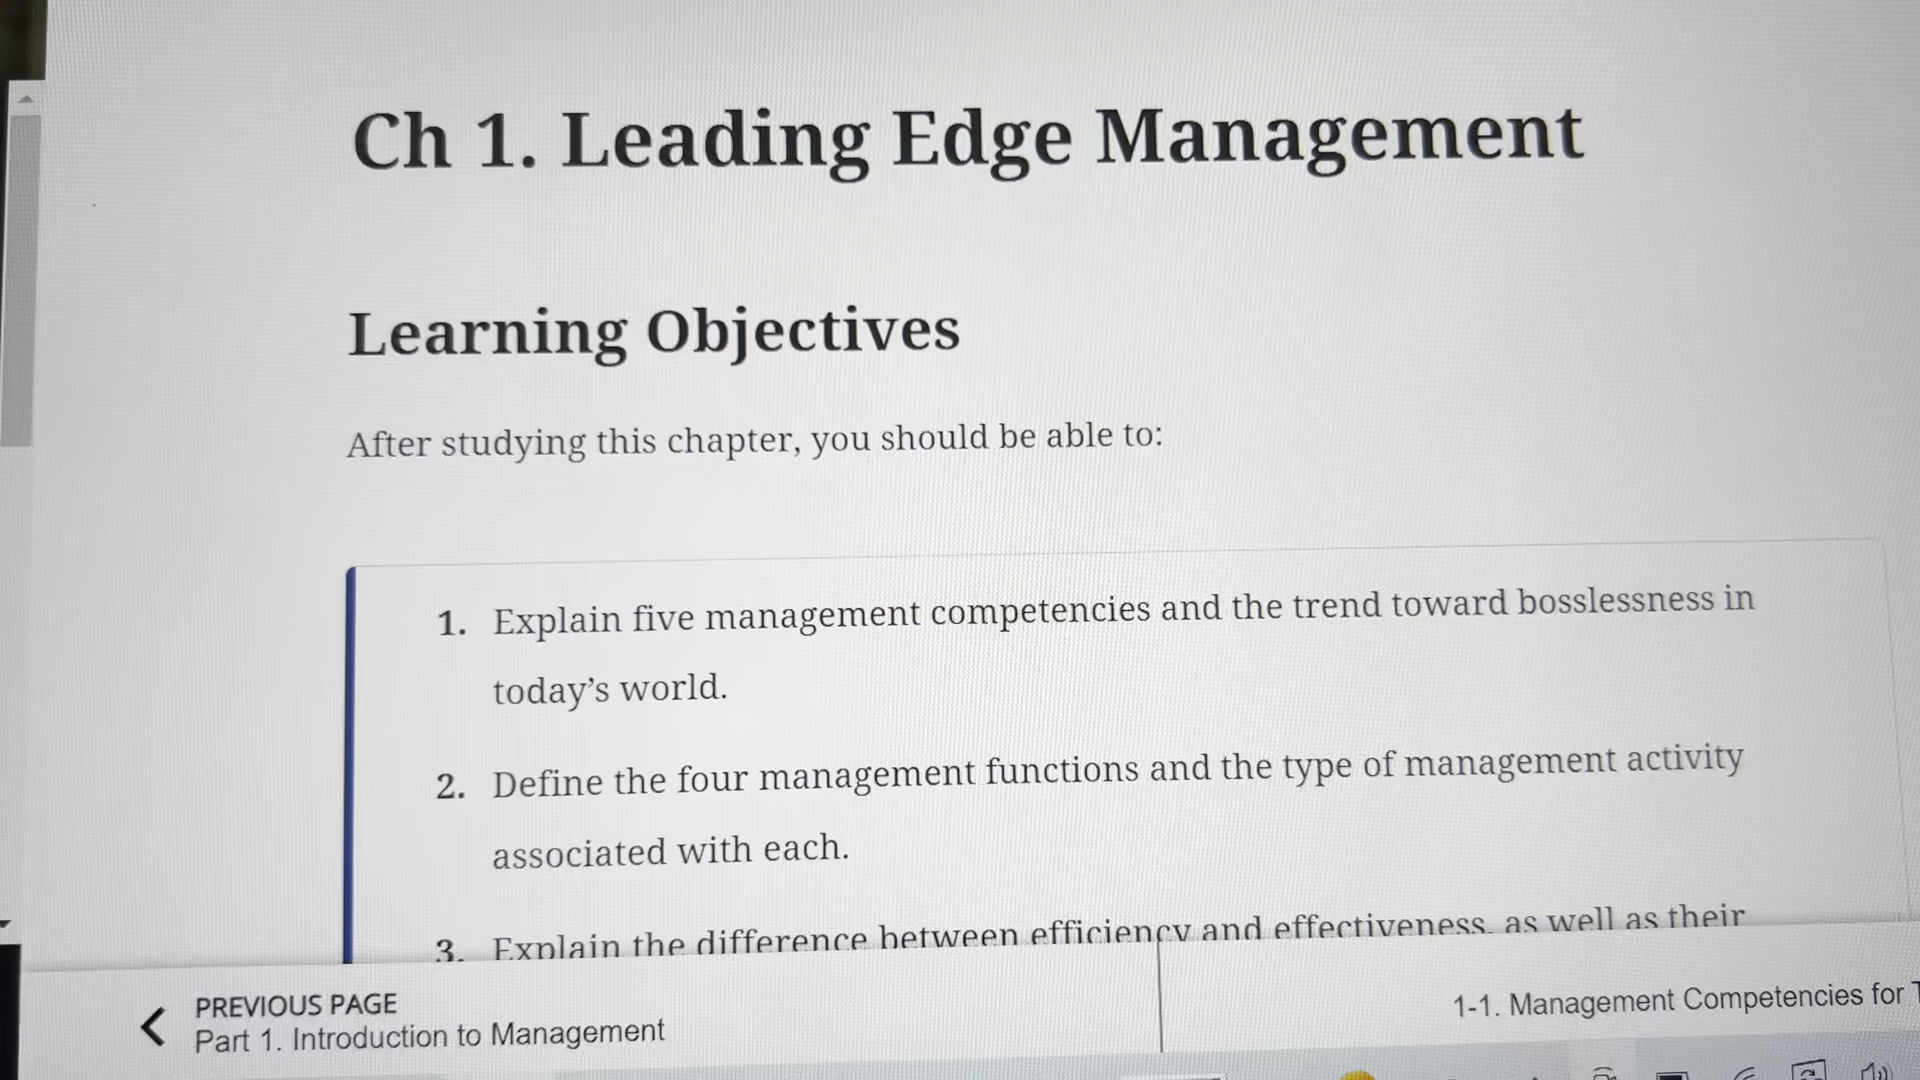 Ch 1. Leading Edge Management
Learning Objectives
After studying this chapter, you should be able to:
1. Explain five management competencies and the trend toward bosslessness in
today’s world.
2. Define the four management functions and the type of management activity
associated with each.
3. Explain the difference between efficiency and effectiveness, as well as their
PREVIOUS PAGE
Part 1. Introduction to Management
1-1. Management Competencies for